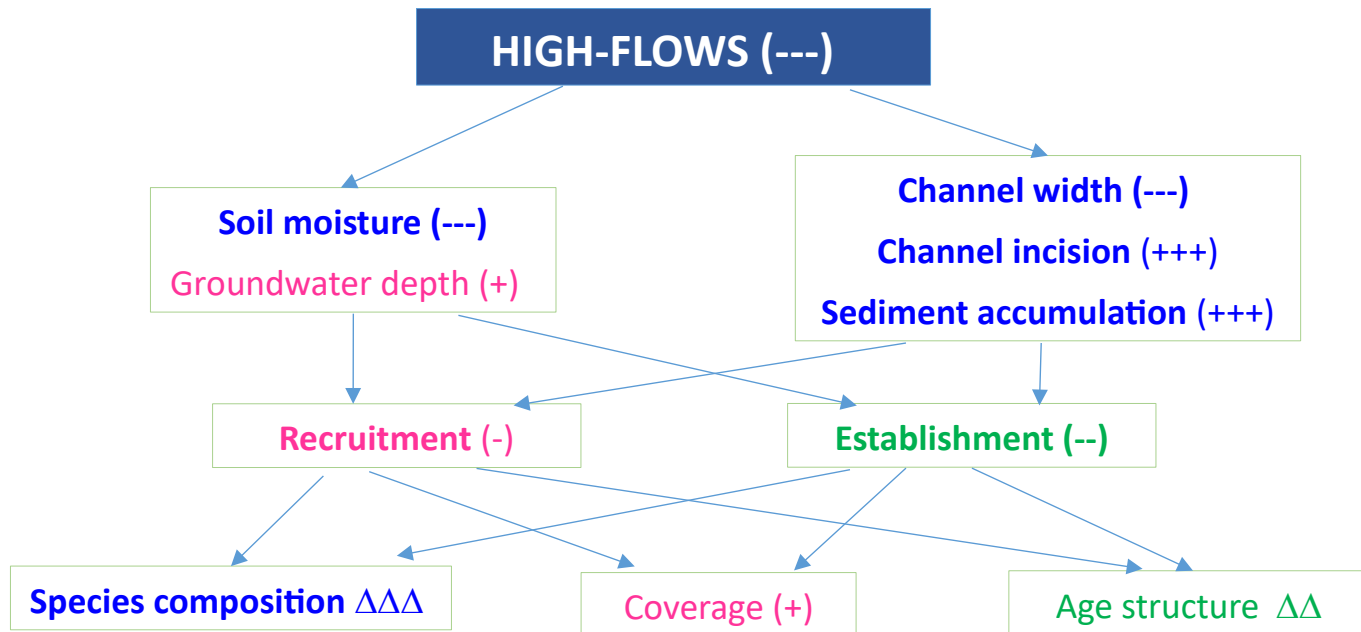 HIGH-FLOWS (---)
Soil moisture (---)
Groundwater depth (+)
Channel width (---)
Channel incision (+++)
Sediment accumulation (+++)
Recruitment (-)
Establishment (--)
Species composition ΔΔΔ
Coverage (+)
Age structure ΔΔ